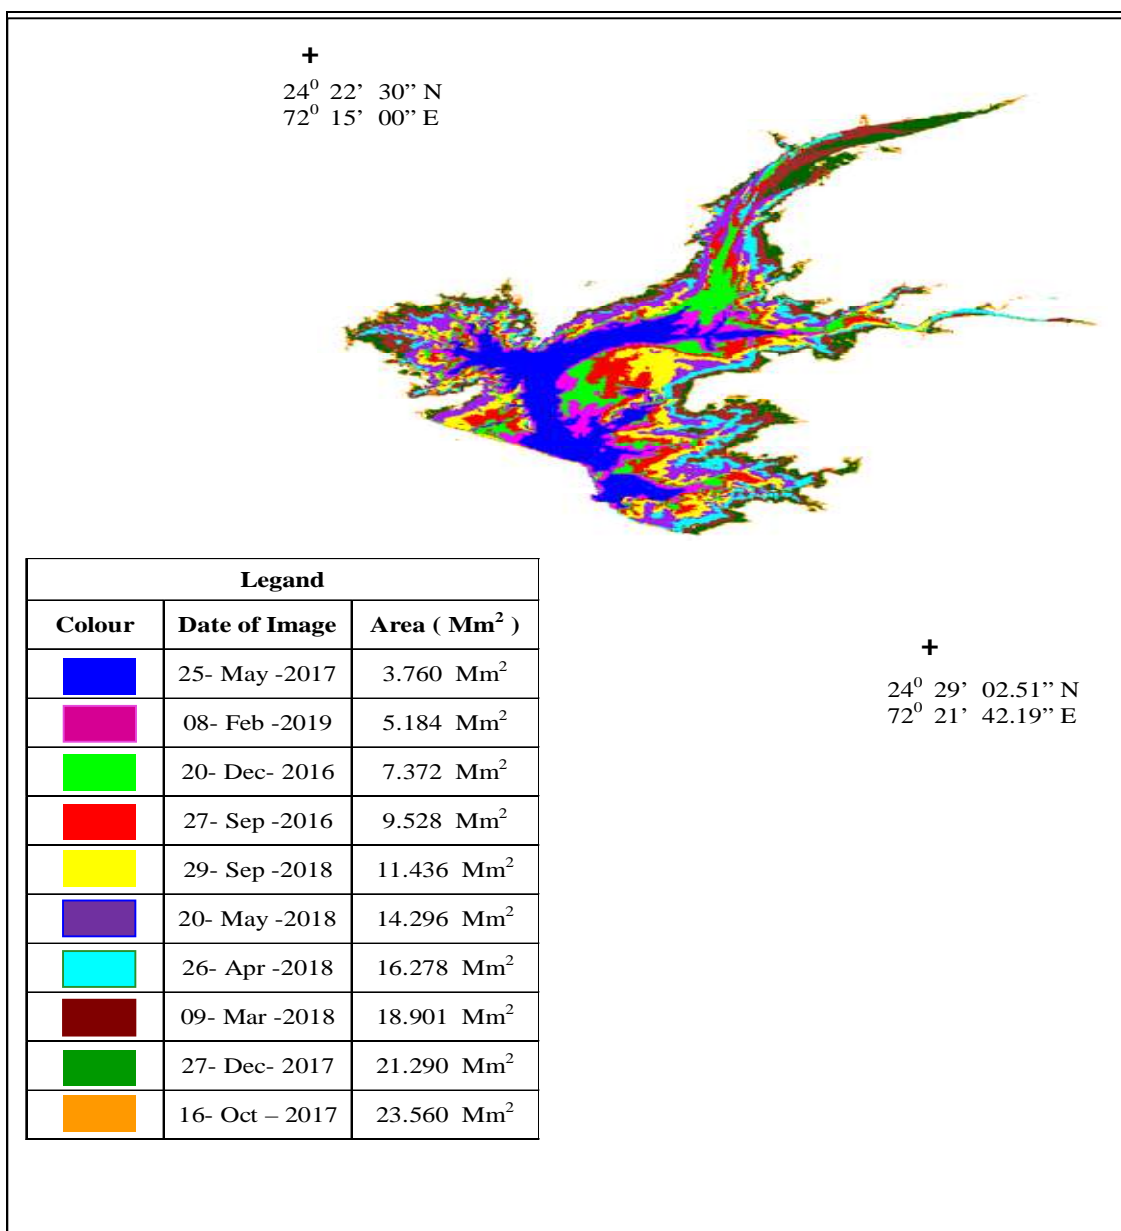 +
24⁰ 22’ 30” N
72⁰ 15’ 00” E
Legand
Colour Date of Image Area ( Mm² )
25- May -2017 3.760 Mm²
08- Feb -2019 5.184 Mm²
20- Dec- 2016 7.372 Mm²
27- Sep -2016 9.528 Mm²
29- Sep -2018 11.436 Mm²
20- May -2018 14.296 Mm²
26- Apr -2018 16.278 Mm²
09- Mar -2018 18.901 Mm²
27- Dec- 2017 21.290 Mm²
16- Oct – 2017 23.560 Mm²
+
24⁰ 29’ 02.51” N
72⁰ 21’ 42.19” E